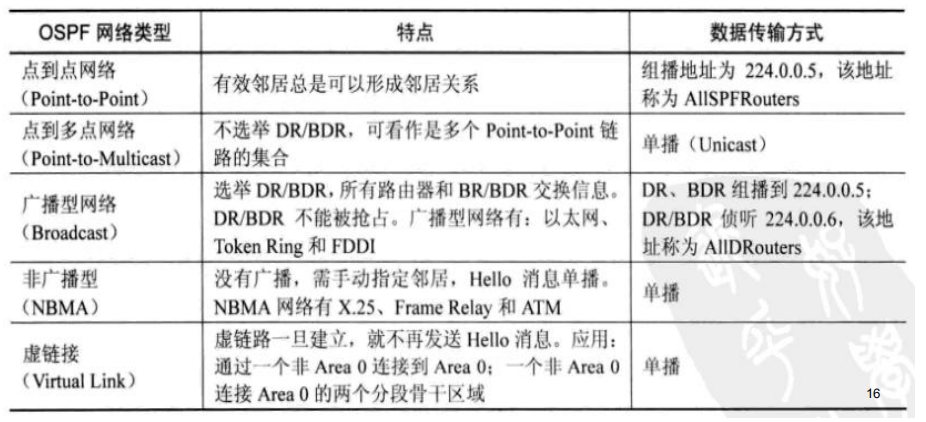 OSPF 网络类型
特点
数据传输方式
点到点网络
（Point-to-Point）
有效邻居总是可以形成邻居关系
组播地址为 224.0.0.5，该地址
称为 AllSPFRouters
点到多点网络
（Point-to-Multicast）
不选举 DR/BDR，可看作是多个 Point-to-Point 链
路的集合
单播（Unicast）
广播型网络
（Broadcast）
选举 DR/BDR，所有路由器和 BR/BDR 交换信息。
DR/BDR 不能被抢占。广播型网络有：以太网、
Token Ring 和 FDDI
DR、BDR 组播到 224.0.0.5；
DR/BDR 侦听 224.0.0.6，该地
址称为 AllDRouters
非广播型
（NBMA）
没有广播，需手动指定邻居，Hello 消息单播。
NBMA 网络有 X.25、Frame Relay 和 ATM
单播
虚链接
（Virtual Link）
虚链路一旦建立，就不再发送 Hello 消息。应用：
通过一个非 Area 0 连接到 Area 0；一个非 Area 0
连接 Area 0 的两个分段骨干区域
单播
16